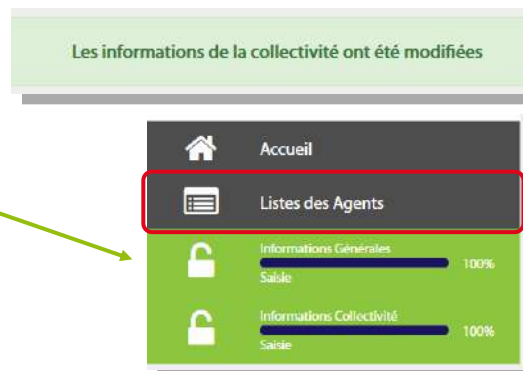 Les informations de la collectivité ont été modifiées
Accueil
Listes des Agents
Informations Générales
100%
Saisie
Informations Collectivité
100%
Saisie